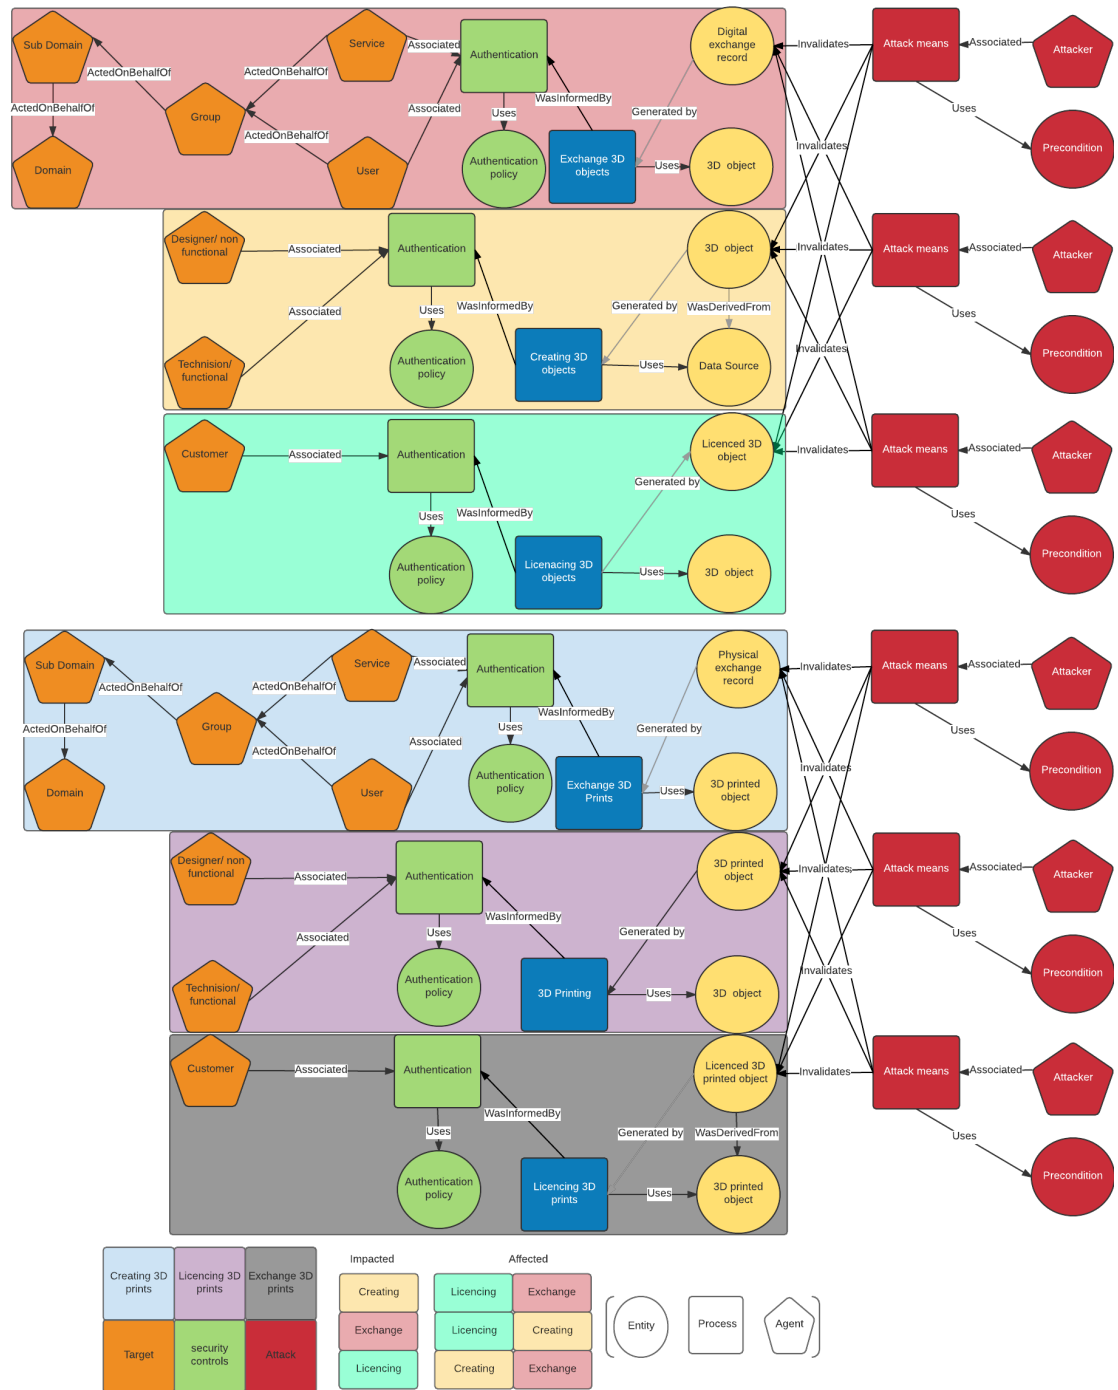 Sub Domain
Service
Associated
Authentication
Digital
exchange
record
Invalidates
Attack means
Associated
Attacker
ActedOnBehalfOf
ActedOnBehalfOf
ActedOnBehalfOf
Group
Associated
WasInformedBy
Uses
Generated by
Uses
ActedOnBehalfOf
Invalidates
Domain
User
Authentication
policy
Exchange 3D
objects
Uses
3D object
Precondition
Designer/ non
functional
Associated
Authentication
3D object
Invalidates
Attack means
Associated
Attacker
Associated
Uses
WasInformedBy
Generated by
WasDerivedFrom
Uses
Invalidates
Technision/
functional
Authentication
policy
Creating 3D
objects
Uses
Data Source
Precondition
Customer
Associated
Authentication
Licenced 3D
object
Invalidates
Attack means
Associated
Attacker
Generated by
Uses
WasInformedBy
Uses
Authentication
policy
Licenacing 3D
objects
Uses
3D object
Precondition
Sub Domain
Service
Associated
Authentication
Physical
exchange
record
Invalidates
Attack means
Associated
Attacker
ActedOnBehalfOf
ActedOnBehalfOf
ActedOnBehalfOf
Group
Associated
WasInformedBy
Uses
Generated by
Uses
ActedOnBehalfOf
Invalidates
Domain
User
Authentication
policy
Exchange 3D
Prints
Uses
3D printed
object
Precondition
Designer/ non
functional
Associated
Authentication
3D printed
object
Invalidates
Attack means
Associated
Attacker
Associated
Uses
WasInformedBy
Generated by
Uses
Invalidates
Technision/
functional
Authentication
policy
3D Printing
Uses
3D object
Precondition
Customer
Associated
Authentication
Licenced 3D
printed object
Invalidates
Attack means
Associated
Attacker
Uses
WasInformedBy
Generated by
WasDerivedFrom
Uses
Authentication
policy
Licencing 3D
prints
Uses
3D printed
object
Precondition
Creating 3D
prints
Licencing 3D
prints
Exchange 3D
prints
Target
security
controls
Attack
Impacted
Affected
Creating
Licencing
Exchange
Exchange
Licencing
Creating
Licencing
Creating
Exchange
Entity
Process
Agent